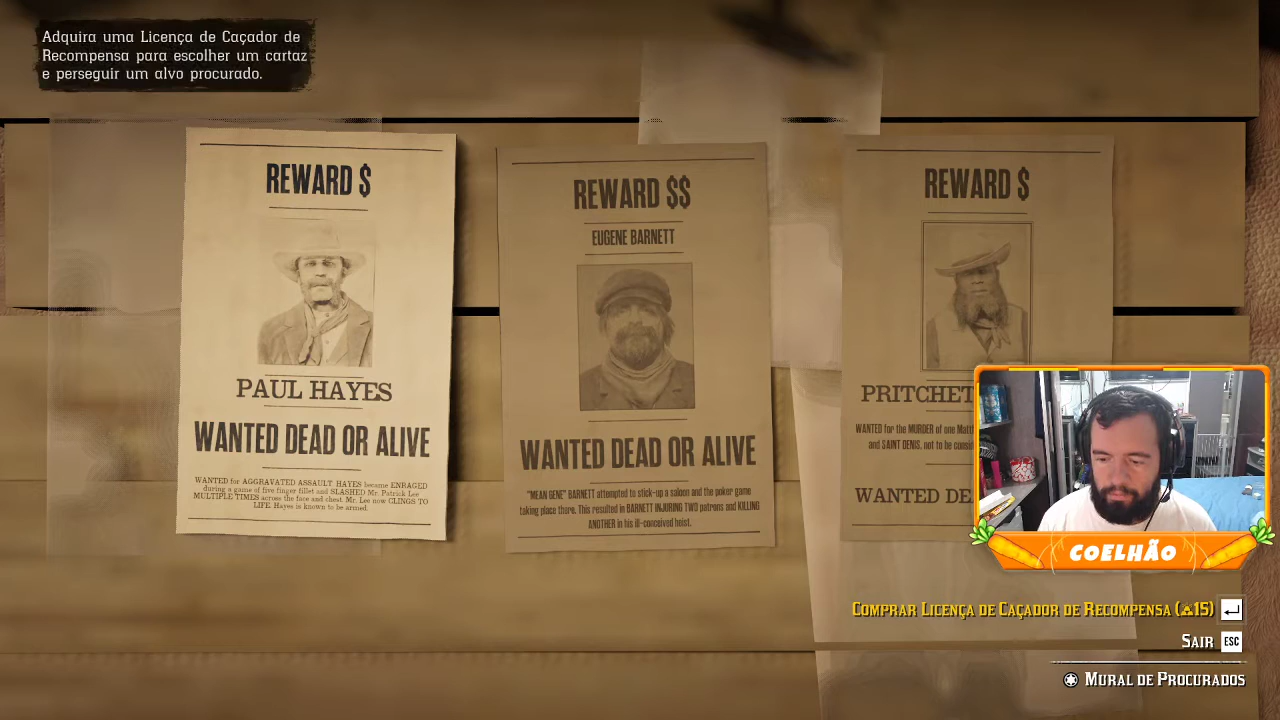 Adquira uma Licença de Caçador de
Recompensa para escolher um cartaz
e perseguir um alvo procurado.
REWARD $
PAUL HAYES
WANTED DEAD OR ALIVE
WANTED for AGGRAVATED ASSAULT HAYES became ENRAGED
during a game of five finger fillet and SLASHED Mr. Patrick Lee
MULTIPLE TIMES across the face and chest. Mr. Lee now CLINGS TO
LIFE. Hayes is known to be armed.
REWARD $$
EUGENE BARNETT
WANTED DEAD OR ALIVE
"MEAN GENE" BARNETT attempted to stick-up a saloon and the poker game
taking place there. This resulted in BARNETT INJURING TWO patrons and KILLING
ANOTHER in his ill-conceived heist.
REWARD $
PRITCHET
WANTED for the MURDER of one
and SAINT DENIS. not to be
WANTED
COELHÃO
COMPRAR LICENÇA DE CAÇADOR DE RECOMPENSA (15)
SAIR ESC
MURAL DE PROCURADOS